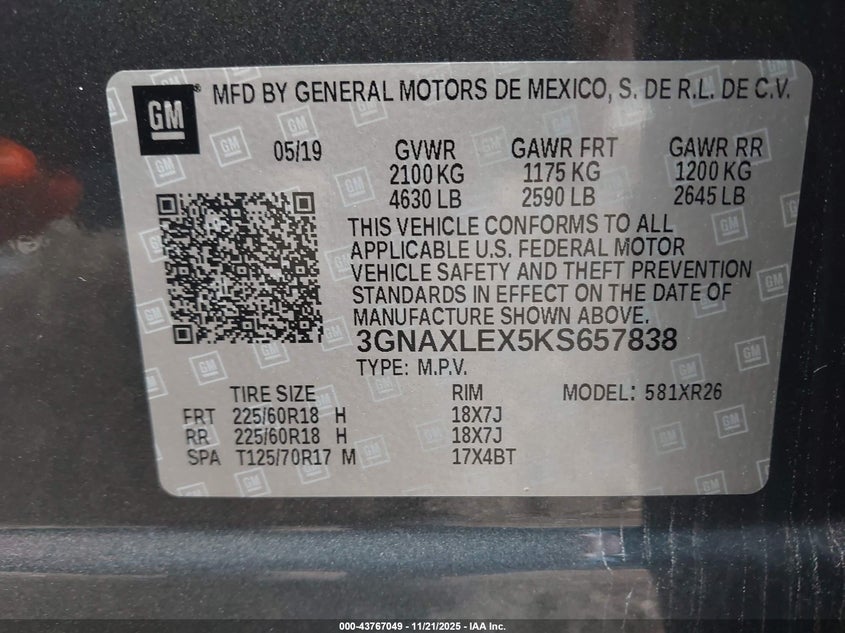 GM ® MFD BY GENERAL MOTORS DE MEXICO, S. DE R.L. DE C.V.
05/19 GVWR GAWR FRT GAWR RR
2100 KG 1175 KG 1200 KG
4630 LB 2590 LB 2645 LB
THIS VEHICLE CONFORMS TO ALL
APPLICABLE U.S. FEDERAL MOTOR
VEHICLE SAFETY AND THEFT PREVENTION
STANDARDS IN EFFECT ON THE DATE OF
MANUFACTURE SHOWN ABOVE.
3GNAXLEX5KS657838
TYPE: M.P.V.
TIRE SIZE RIM MODEL: 581XR26
FRT 225/60R18 H 18X7J
RR 225/60R18 H 18X7J
SPA T125/70R17 M 17X4BT
000-43767049 - 11/21/2025 - IAA Inc.